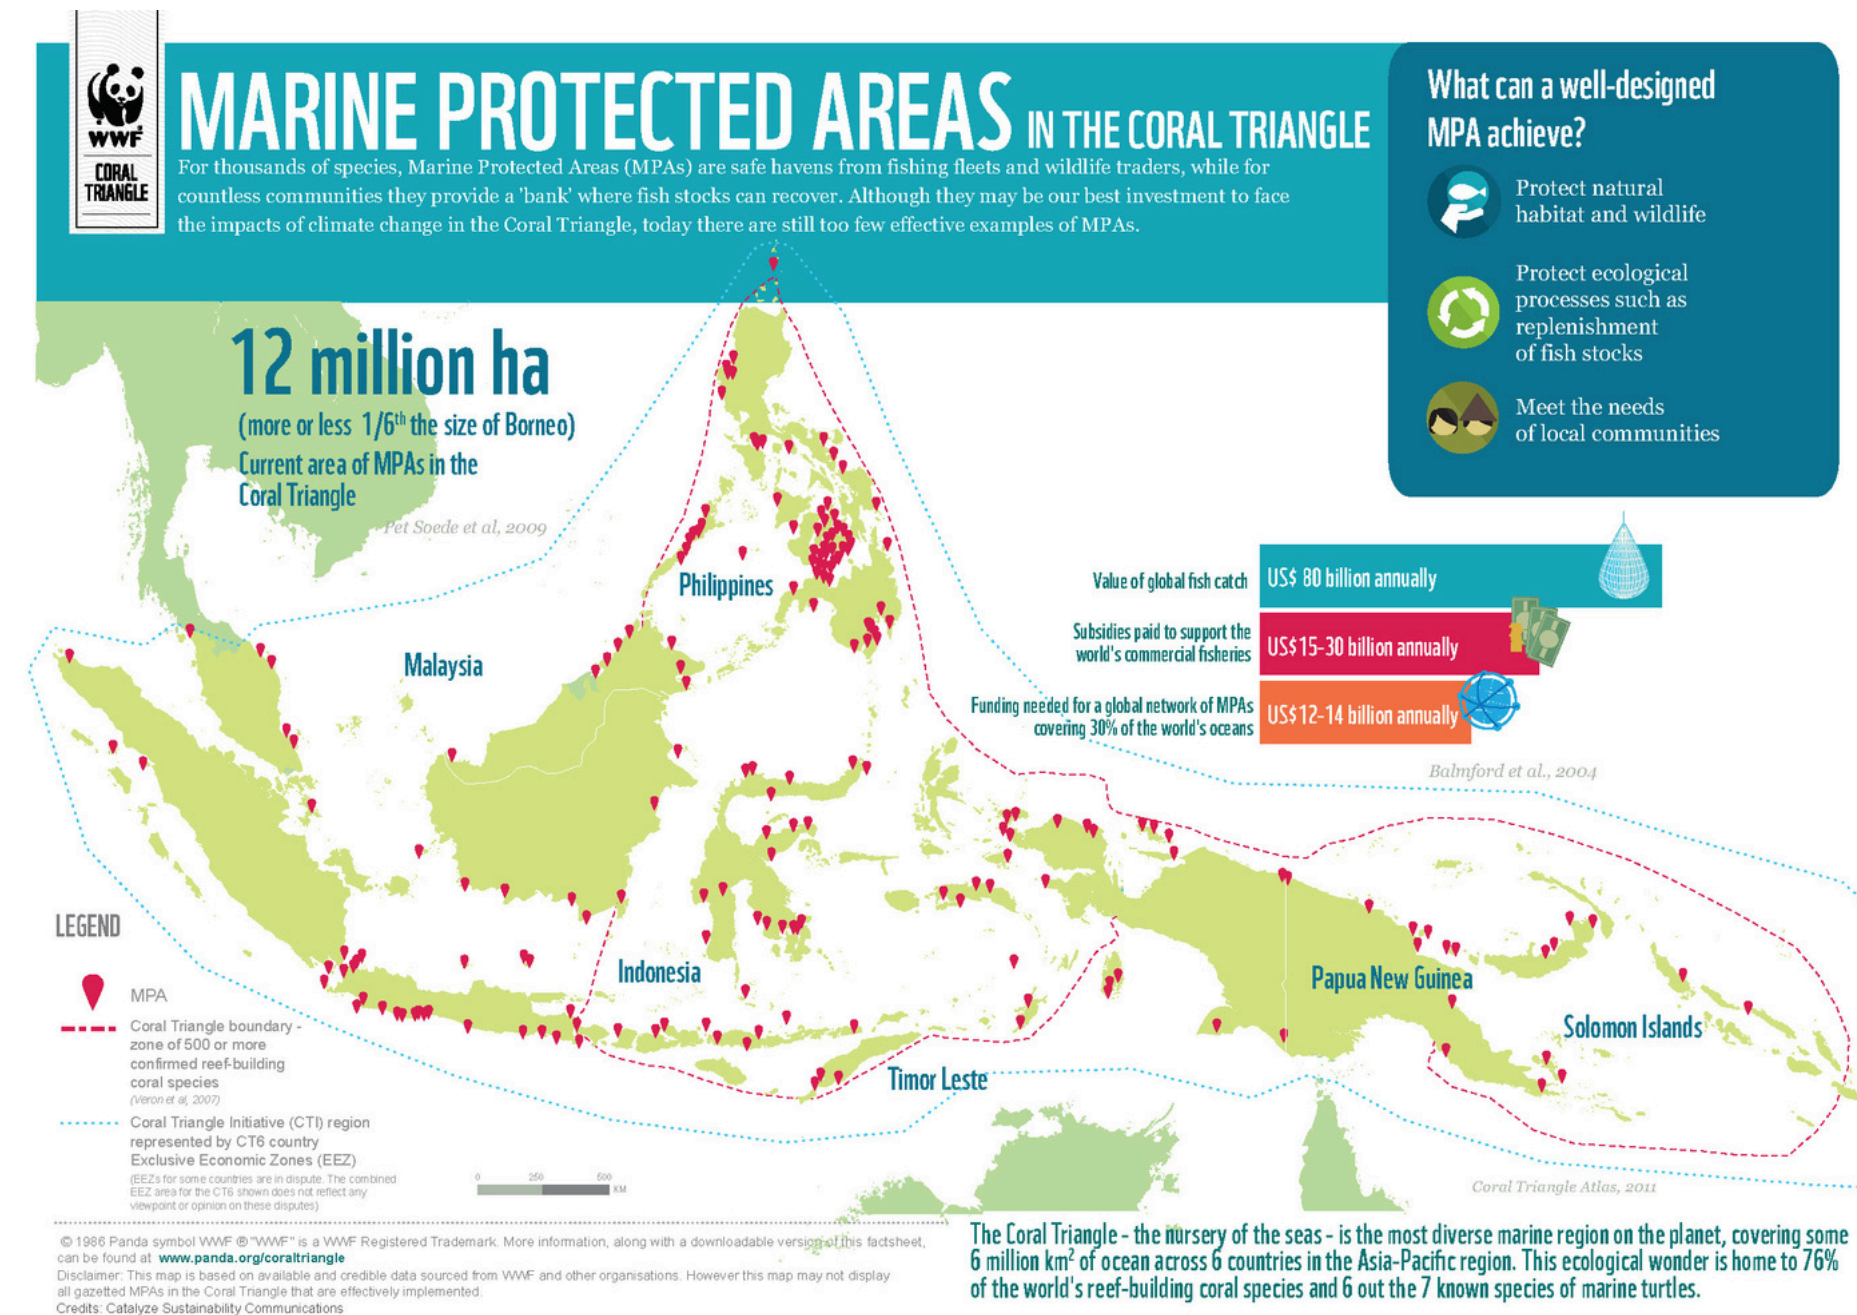 WWF
CORAL
TRIANGLE
MARINE PROTECTED AREAS IN THE CORAL TRIANGLE
For thousands of species, Marine Protected Areas (MPAs) are safe havens from fishing fleets and wildlife traders, while for
countless communities they provide a 'bank' where fish stocks can recover. Although they may be our best investment to face
the impacts of climate change in the Coral Triangle, today there are still too few effective examples of MPAs.
What can a well-designed
MPA achieve?
Protect natural
habitat and wildlife
Protect ecological
processes such as
replenishment
of fish stocks
Meet the needs
of local communities
12 million ha
(more or less 1/6th the size of Borneo)
Current area of MPAs in the
Coral Triangle
Pet Soede et al, 2009
Value of global fish catch
US$ 80 billion annually
Subsidies paid to support the
world's commercial fisheries
US$15-30 billion annually
Funding needed for a global network of MPAs
covering 30% of the world's oceans
US$12-14 billion annually
Balmford et al., 2004
Philippines
Malaysia
Indonesia
Papua New Guinea
Solomon Islands
Timor Leste
LEGEND
MPA
Coral Triangle boundary -
zone of 500 or more
confirmed reef-building
coral species
(Veron et al, 2007)
Coral Triangle Initiative (CTI) region
represented by CT6 country
Exclusive Economic Zones (EEZ)
(EEZs for some countries are in dispute. The combined
EEZ area for the CT6 shown does not reflect any
viewpoint or opinion on these disputes)
0 250 500
KM
Coral Triangle Atlas, 2011
© 1986 Panda symbol WWF ® "WWF" is a WWF Registered Trademark. More information, along with a downloadable version of this factsheet,
can be found at www.panda.org/coraltriangle
Disclaimer: This map is based on available and credible data sourced from WWF and other organisations. However this map may not display
all gazetted MPAs in the Coral Triangle that are effectively implemented.
Credits: Catalyze Sustainability Communications
The Coral Triangle - the nursery of the seas - is the most diverse marine region on the planet, covering some
6 million km² of ocean across 6 countries in the Asia-Pacific region. This ecological wonder is home to 76%
of the world's reef-building coral species and 6 out the 7 known species of marine turtles.